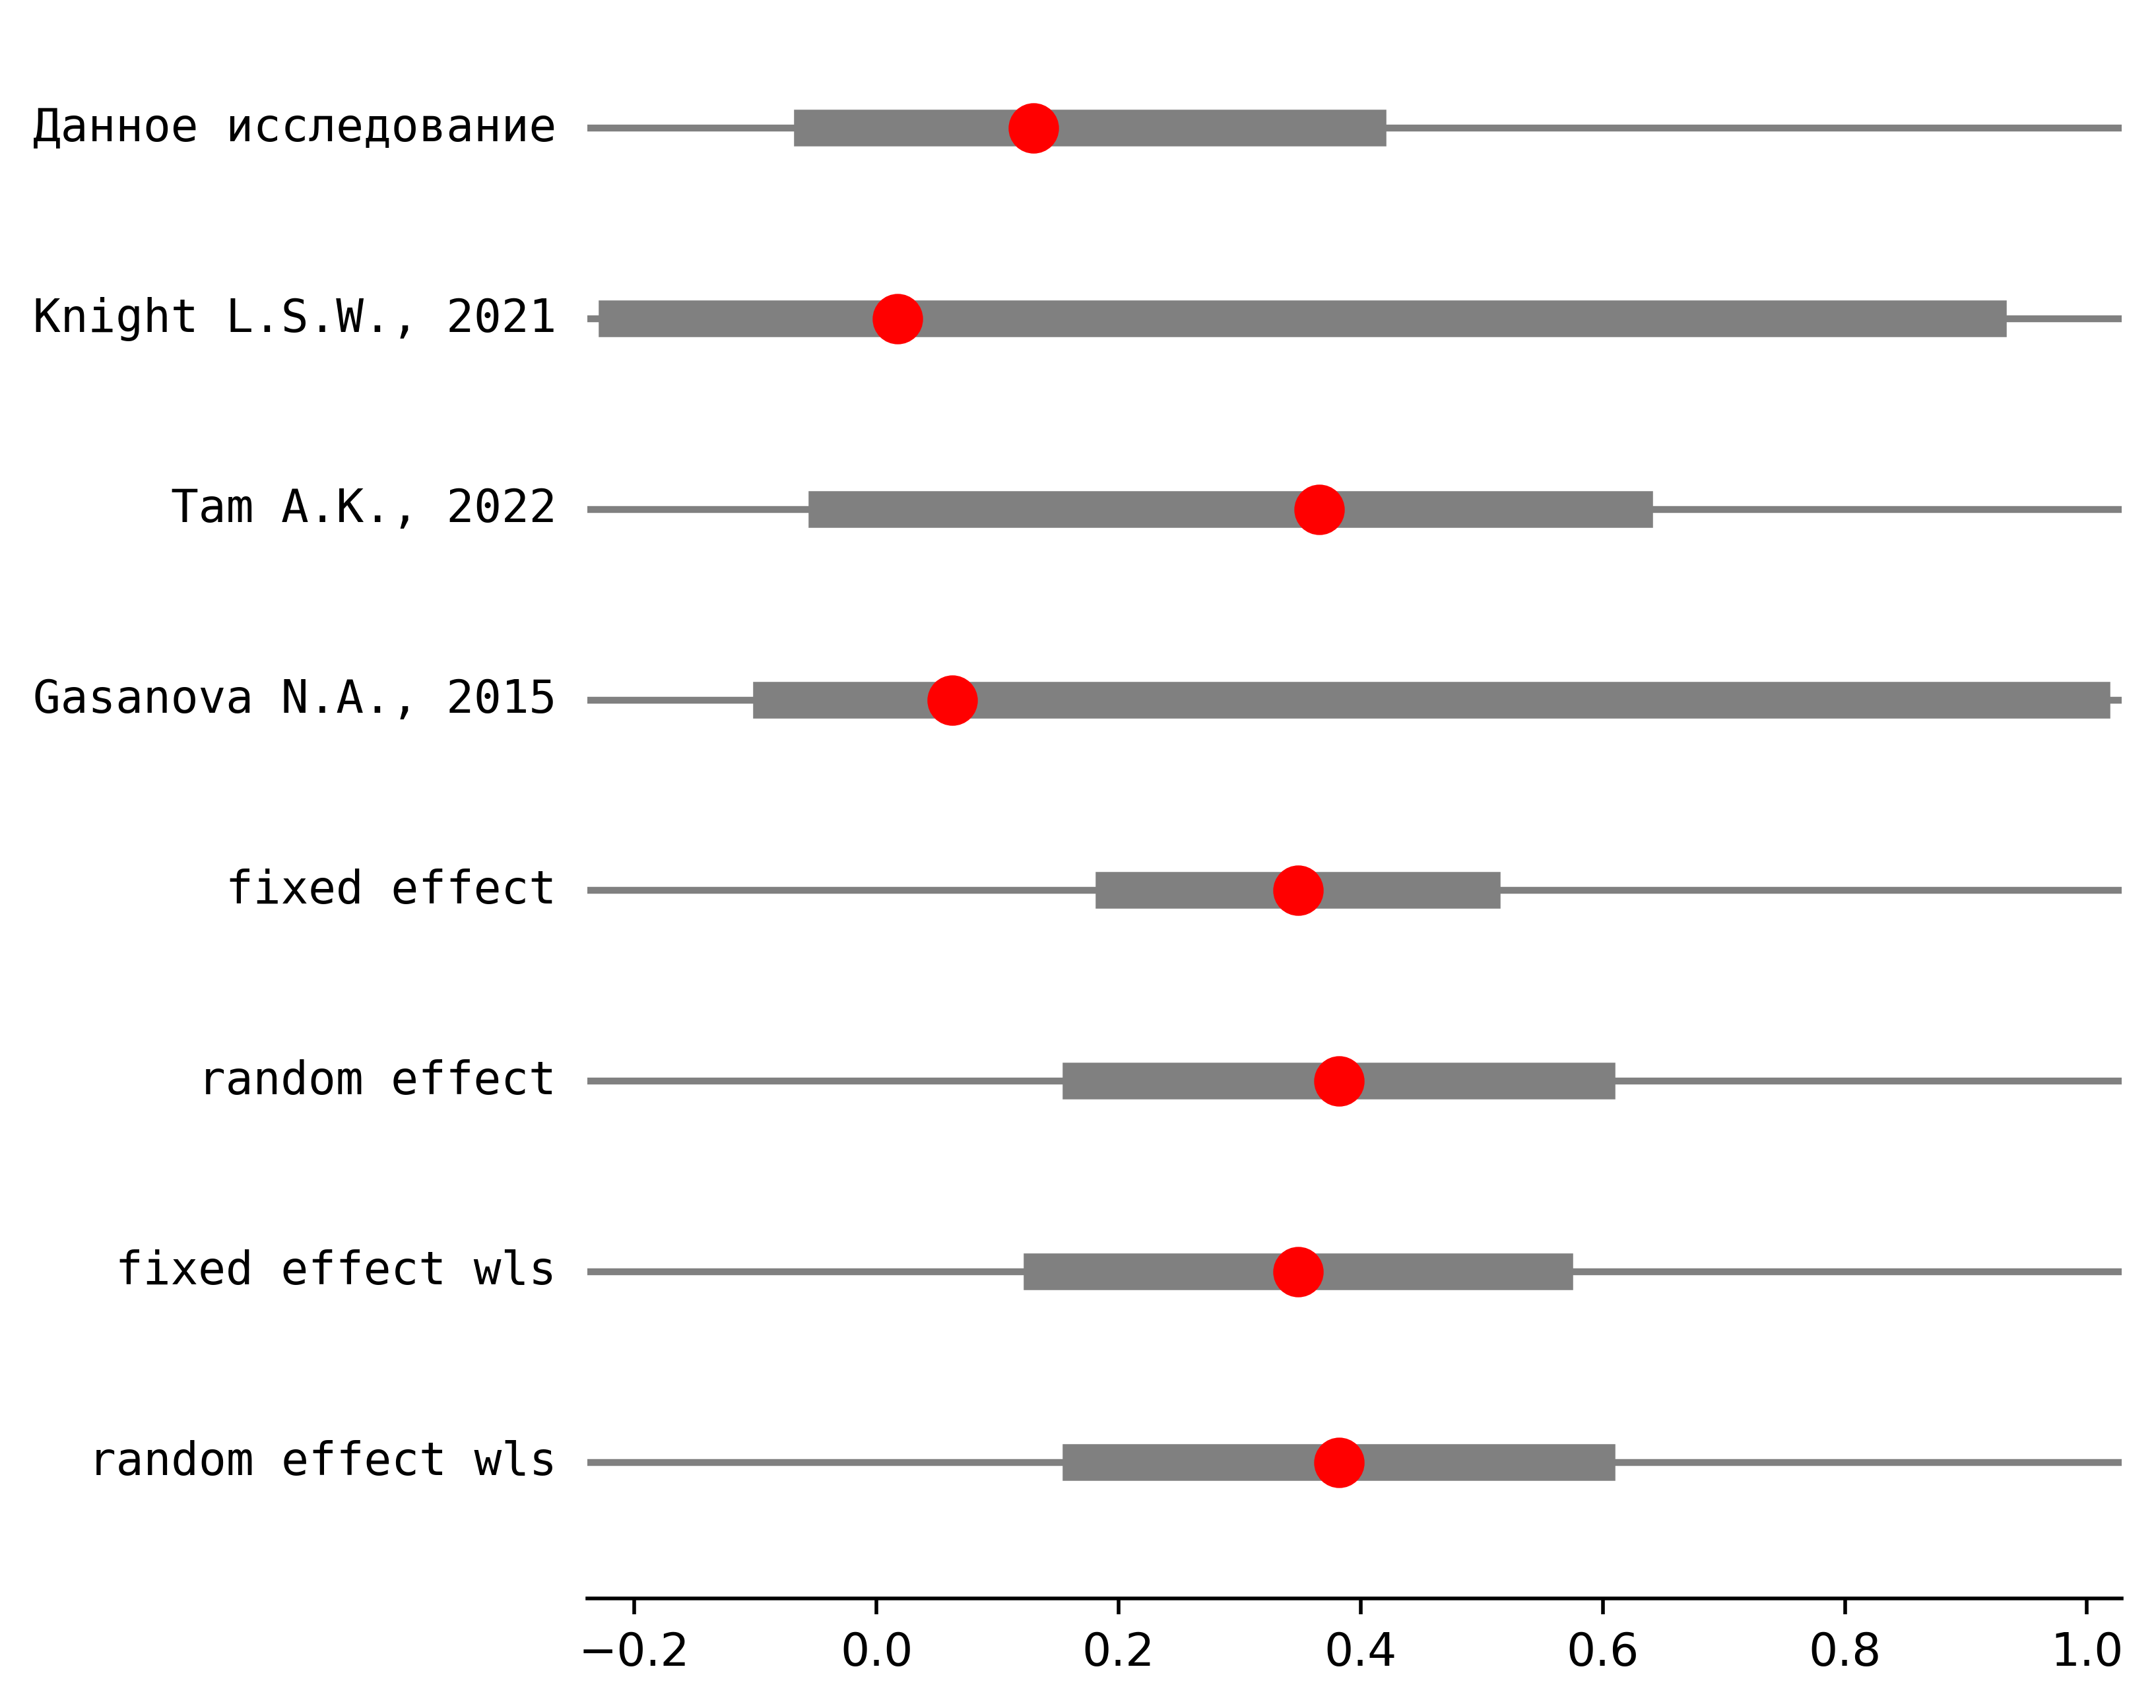 Данное исследование
Knight L.S.W., 2021
Tam A.K., 2022
Gasanova N.A., 2015
fixed effect
random effect
fixed effect wls
random effect wls
−0.2 0.0 0.2 0.4 0.6 0.8 1.0